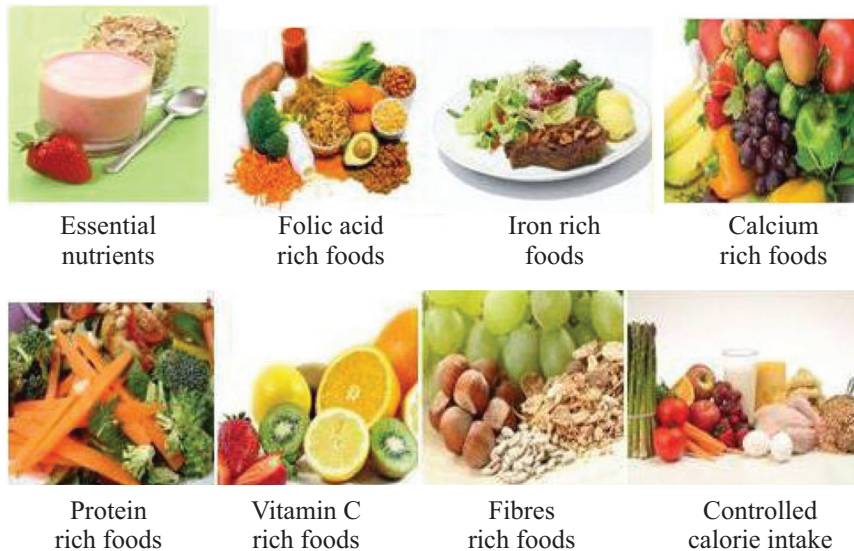 Essential
nutrients
Folic acid
rich foods
Iron rich
foods
Calcium
rich foods
Protein
rich foods
Vitamin C
rich foods
Fibres
rich foods
Controlled
calorie intake